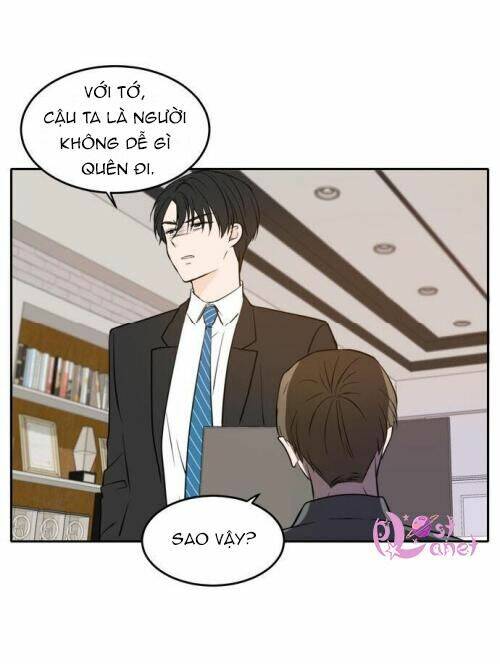 VỚI TỚ,
CẬU TA LÀ NGƯỜI
KHÔNG DỄ GÌ
QUÊN ĐI.
SAO VẬY?